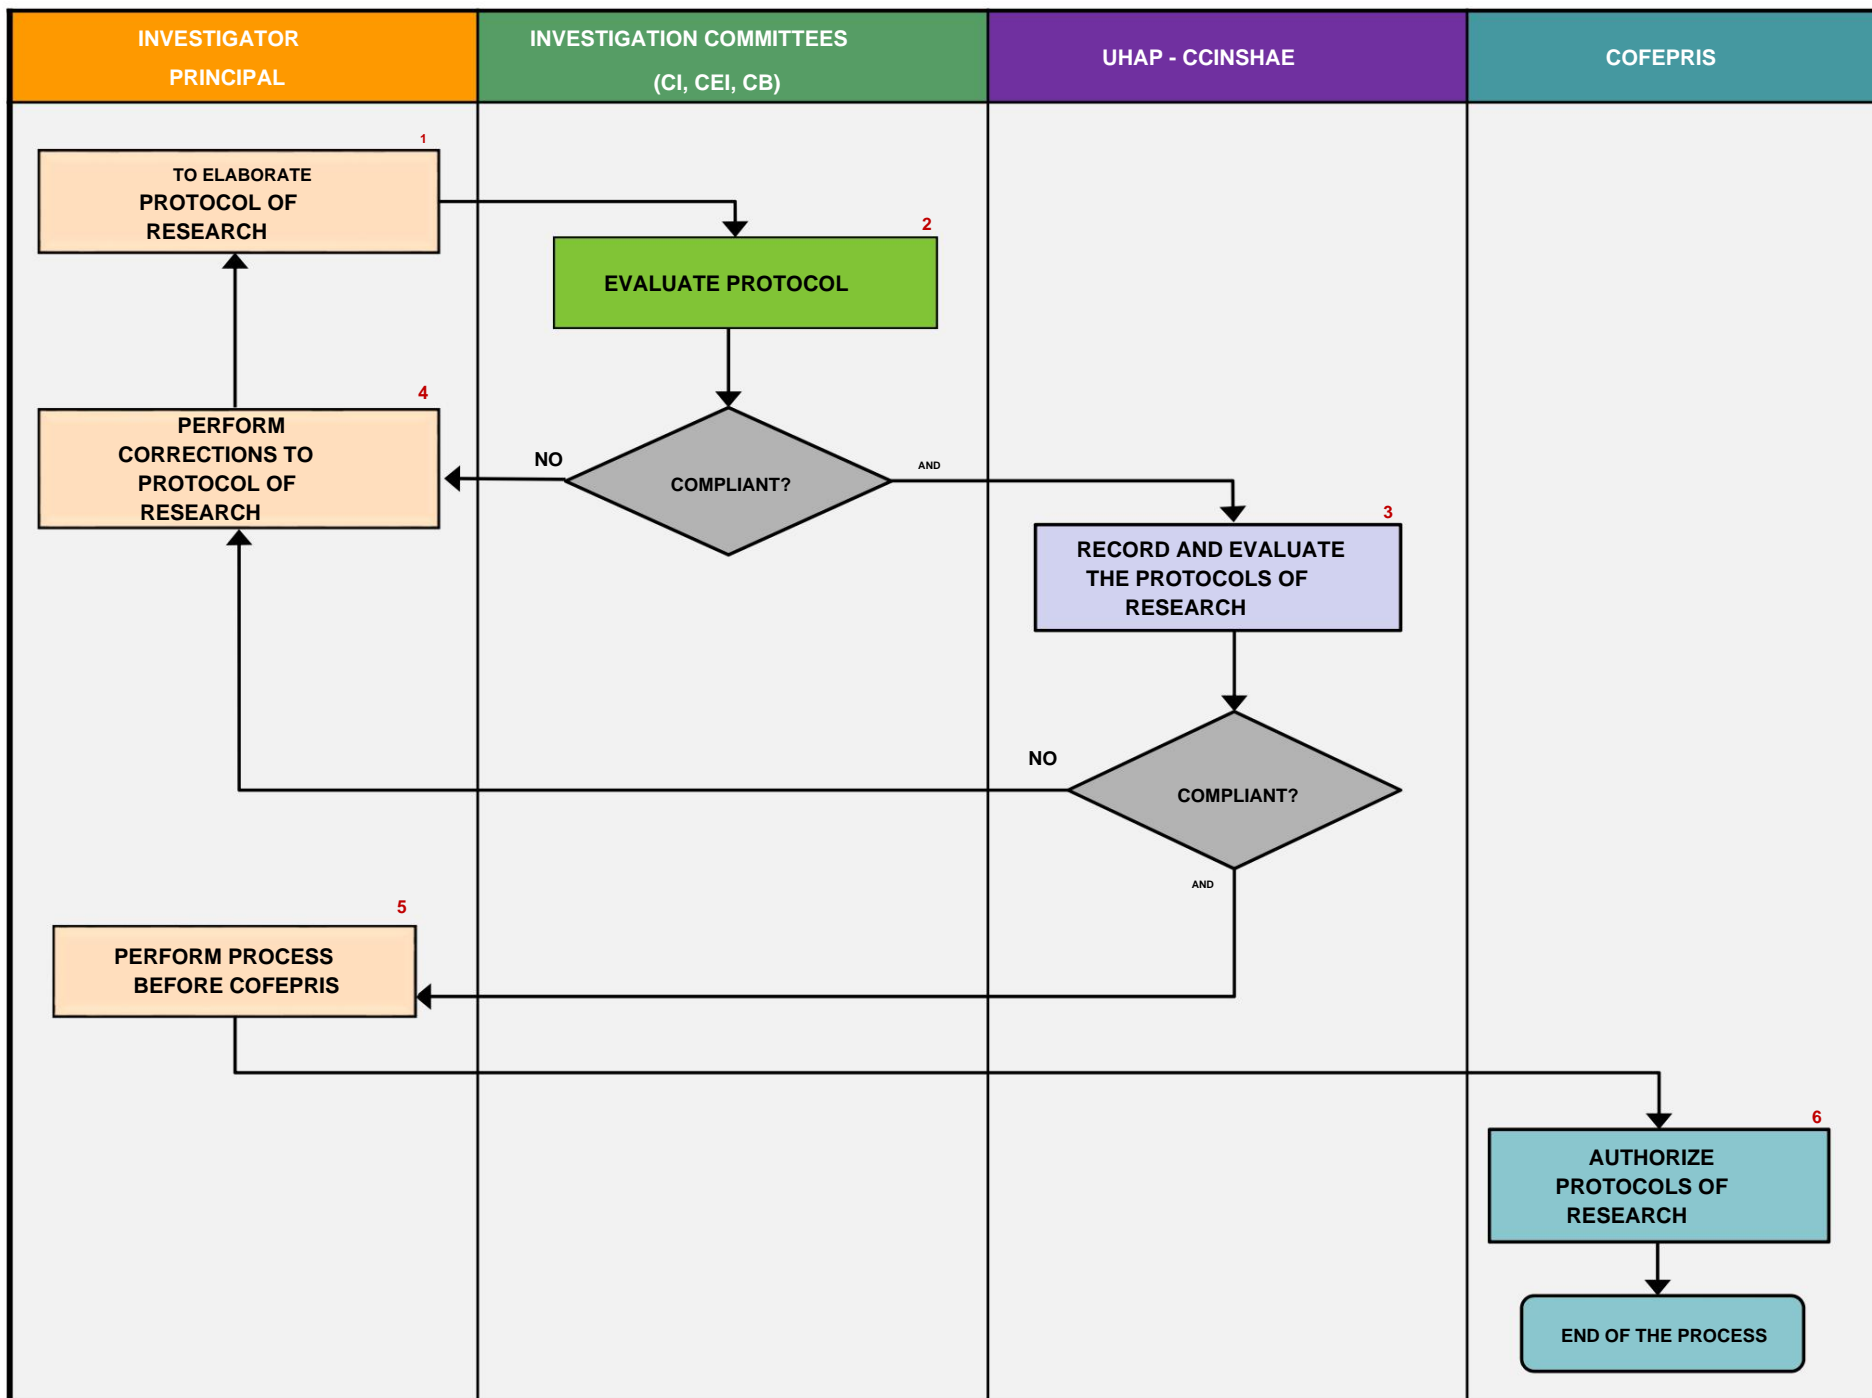 INVESTIGATOR
PRINCIPAL
INVESTIGATION COMMITTEES
(CI, CEI, CB)
UHAP - CCINSHAE
COFEPRIS
1
TO ELABORATE
PROTOCOL OF
RESEARCH
2
EVALUATE PROTOCOL
4
PERFORM
CORRECTIONS TO
PROTOCOL OF
RESEARCH
NO
COMPLIANT?
AND
3
RECORD AND EVALUATE
THE PROTOCOLS OF
RESEARCH
NO
COMPLIANT?
AND
5
PERFORM PROCESS
BEFORE COFEPRIS
6
AUTHORIZE
PROTOCOLS OF
RESEARCH
END OF THE PROCESS